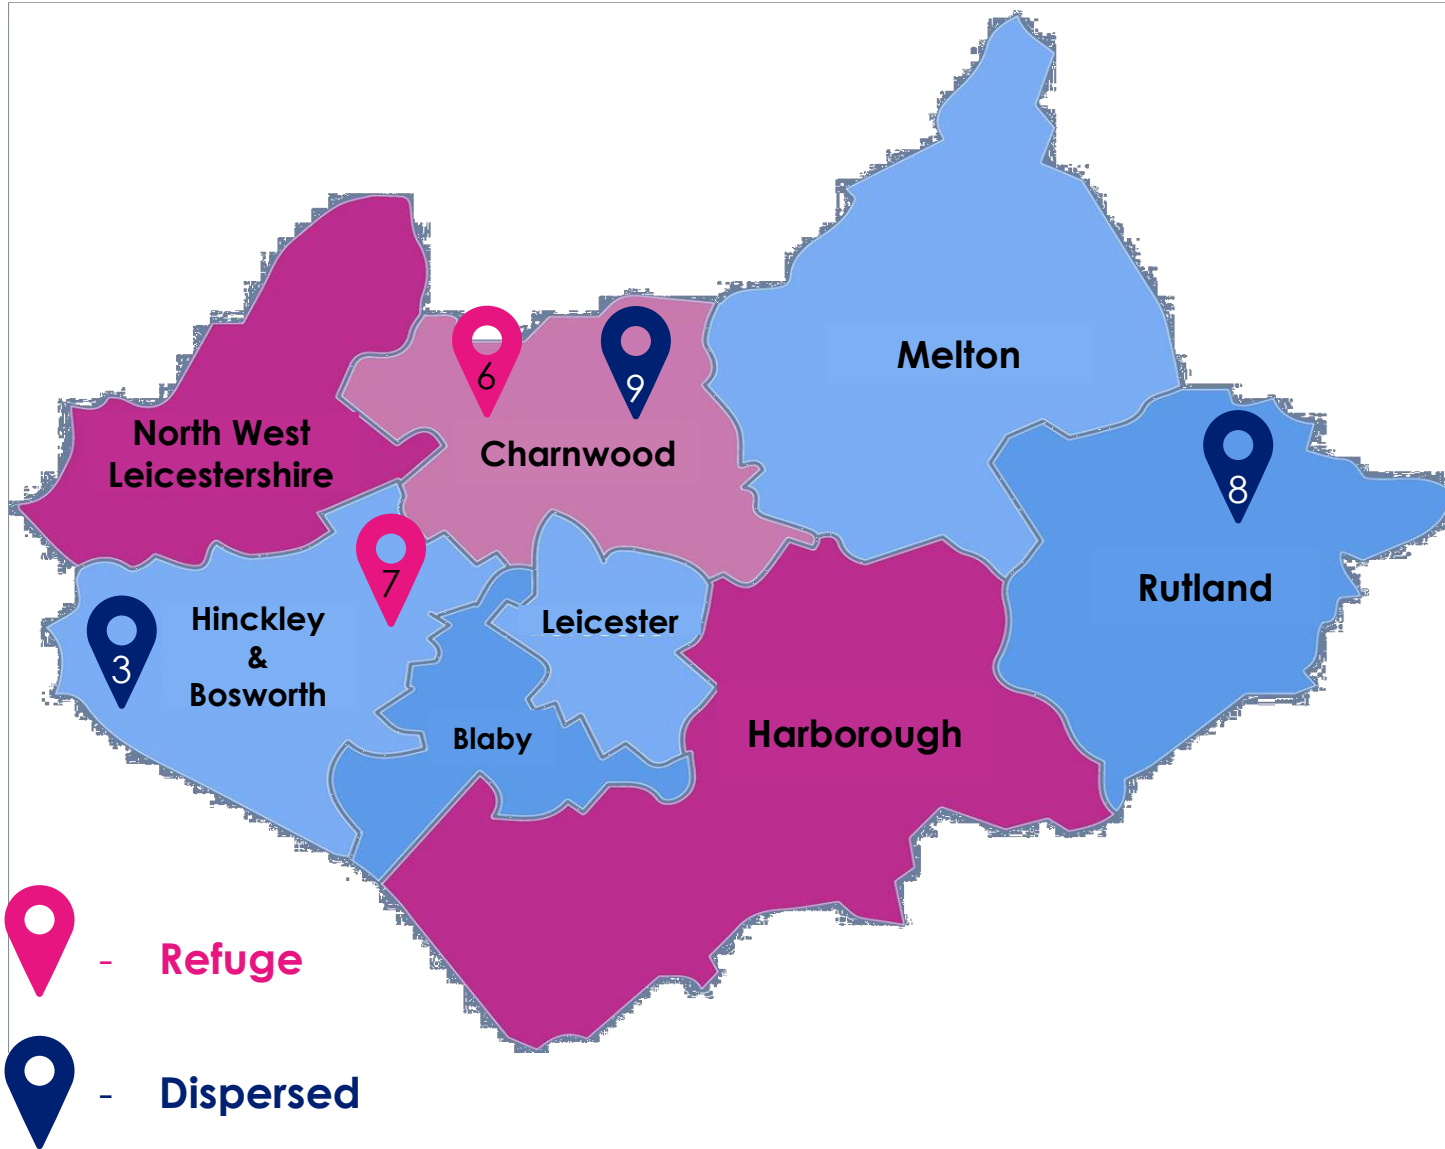 Melton
6
9
North West
Leicestershire
Charnwood
8
7
Rutland
Hinckley
&
Bosworth
Leicester
3
Blaby
Harborough
- Refuge
- Dispersed